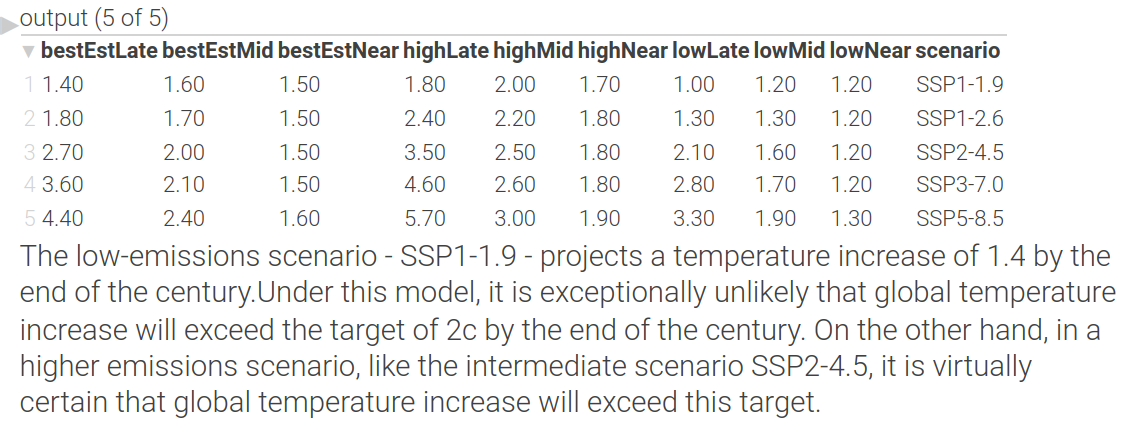 output (5 of 5)
bestEstLate bestEstMid bestEstNear highLate highMid highNear lowLate lowMid lowNear scenario
1 1.40 1.60 1.50 1.80 2.00 1.70 1.00 1.20 1.20 SSP1-1.9
2 1.80 1.70 1.50 2.40 2.20 1.80 1.30 1.30 1.20 SSP1-2.6
3 2.70 2.00 1.50 3.50 2.50 1.80 2.10 1.60 1.20 SSP2-4.5
4 3.60 2.10 1.50 4.60 2.60 1.80 2.80 1.70 1.20 SSP3-7.0
5 4.40 2.40 1.60 5.70 3.00 1.90 3.30 1.90 1.30 SSP5-8.5
The low-emissions scenario - SSP1-1.9 - projects a temperature increase of 1.4 by the
end of the century.Under this model, it is exceptionally unlikely that global temperature
increase will exceed the target of 2c by the end of the century. On the other hand, in a
higher emissions scenario, like the intermediate scenario SSP2-4.5, it is virtually
certain that global temperature increase will exceed this target.